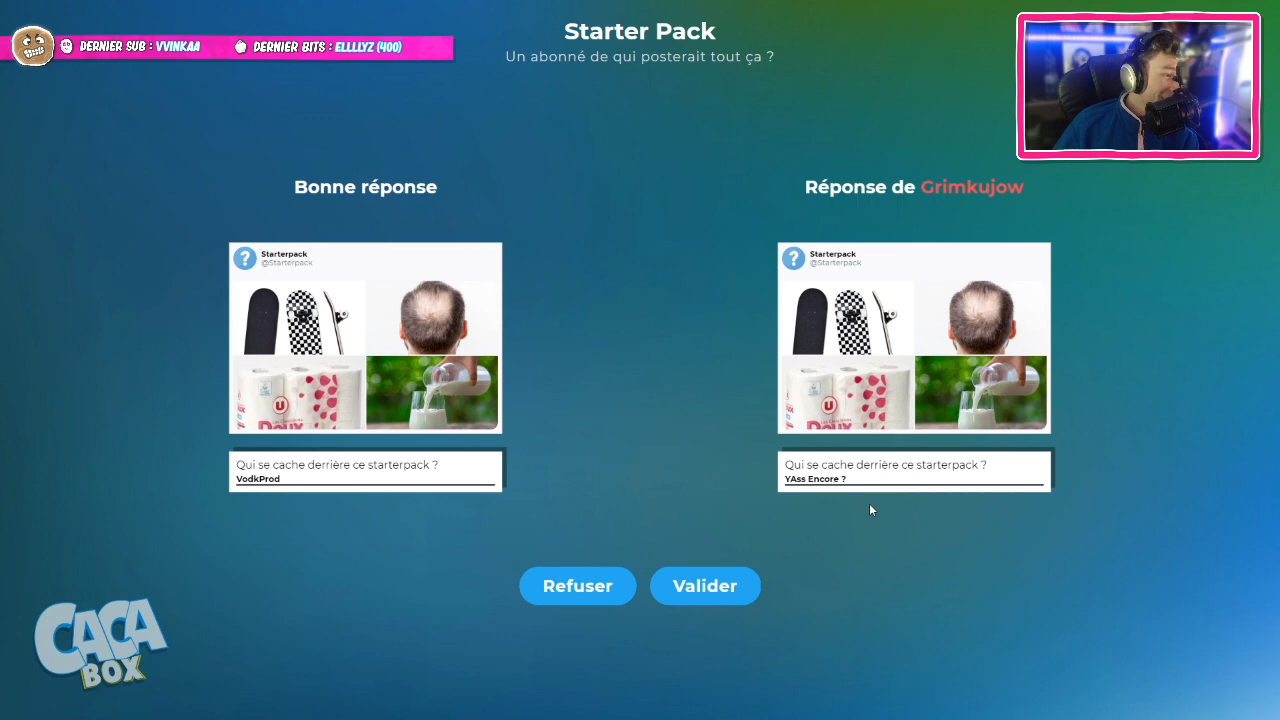 DERNIER SUB : VVINKAA
DERNIER BITS : ELLLLYZ (400)
Starter Pack
Un abonné de qui posterait tout ça ?
Bonne réponse
Réponse de Grimkujow
Starterpack
@Starterpack
U
Doux
Qui se cache derrière ce starterpack ?
VodkProd
Starterpack
@Starterpack
U
Doux
Qui se cache derrière ce starterpack ?
YAss Encore ?
Refuser
Valider
CACA
BOX